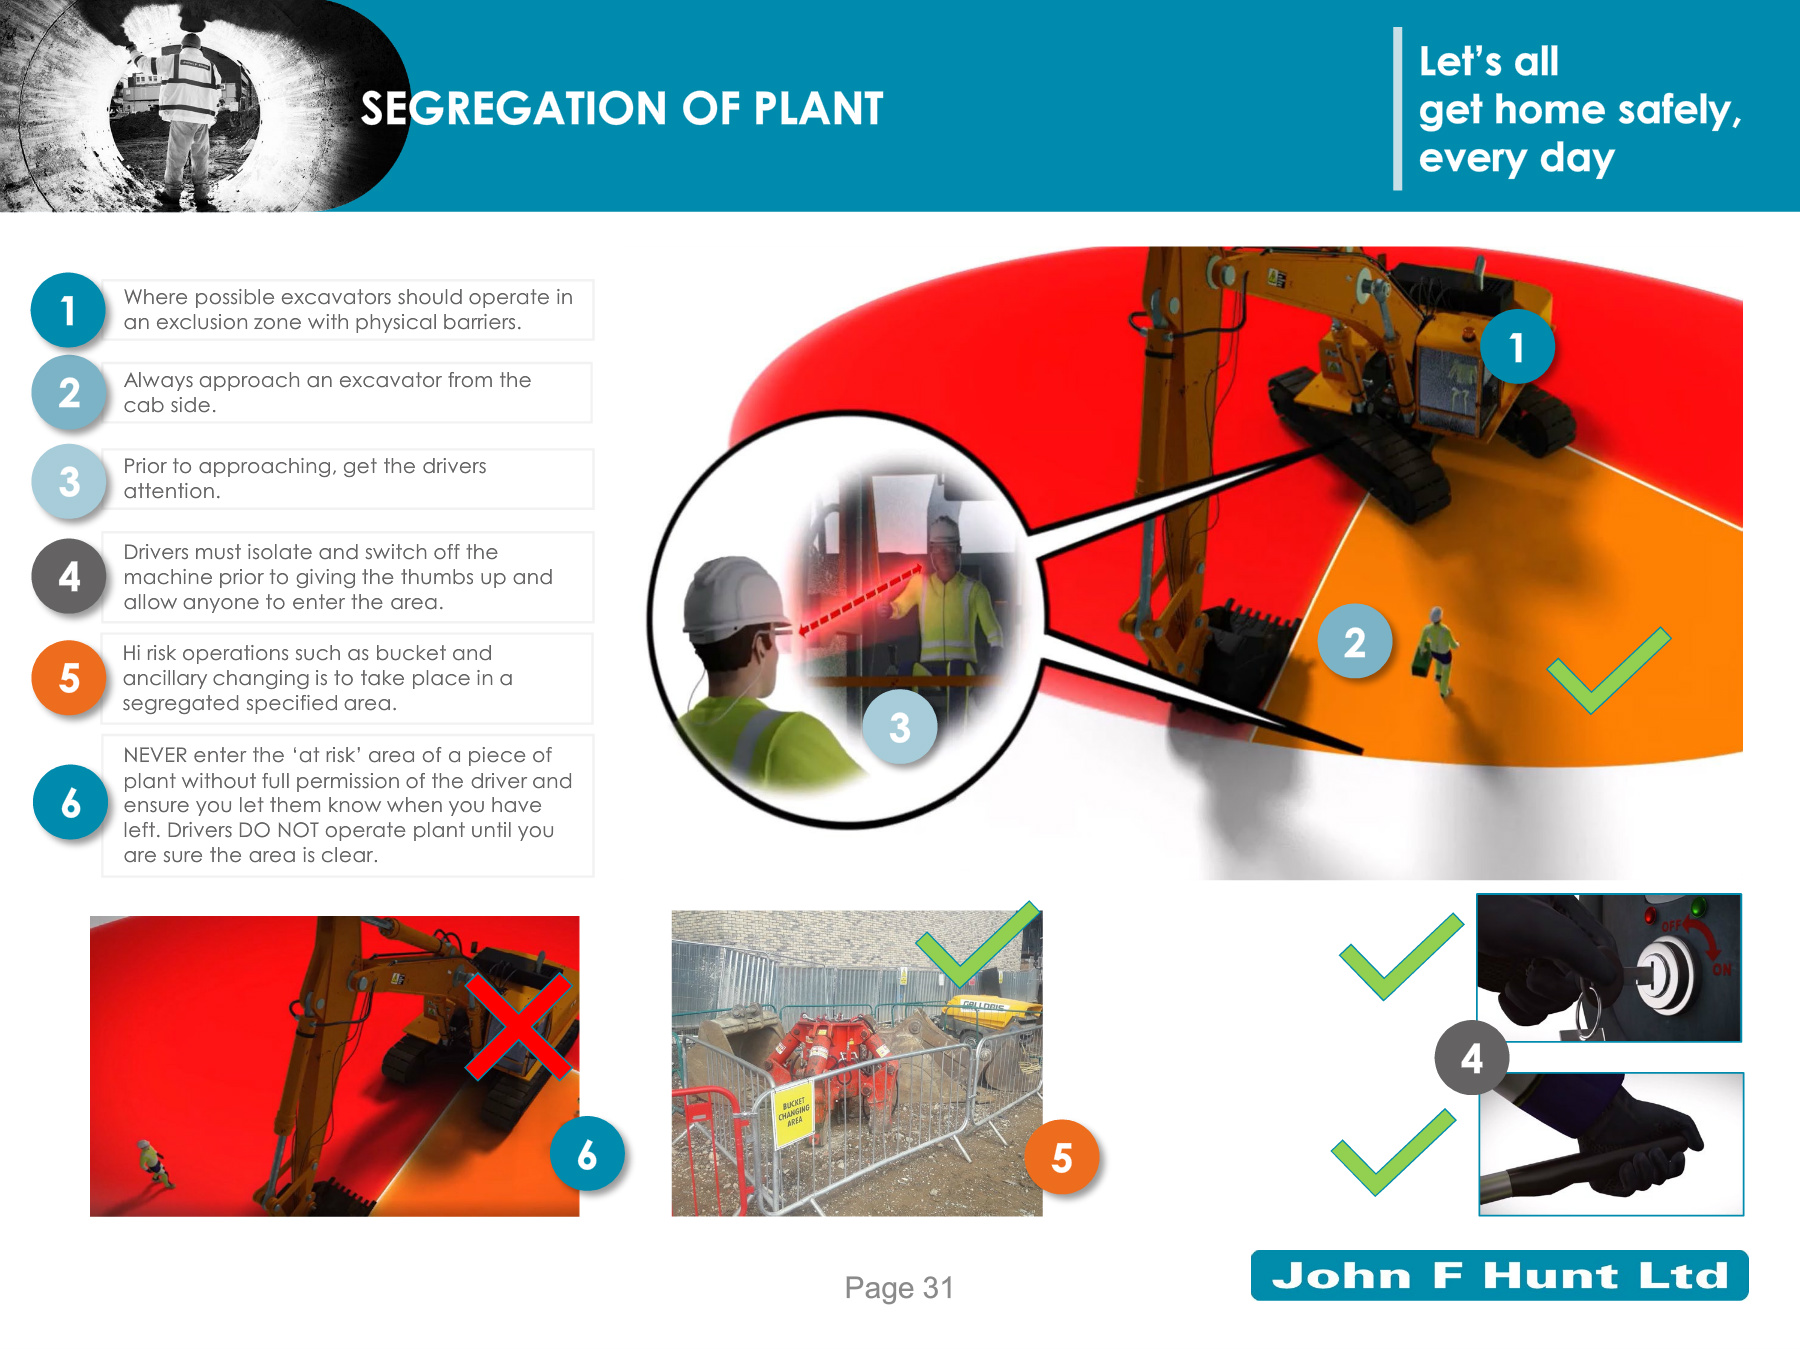 SEGREGATION OF PLANT
Let's all
get home safely,
every day
1
Where possible excavators should operate in
an exclusion zone with physical barriers.
2
Always approach an excavator from the
cab side.
3
Prior to approaching, get the drivers
attention.
4
Drivers must isolate and switch off the
machine prior to giving the thumbs up and
allow anyone to enter the area.
5
Hi risk operations such as bucket and
ancillary changing is to take place in a
segregated specified area.
6
NEVER enter the ‘at risk’ area of a piece of
plant without full permission of the driver and
ensure you let them know when you have
left. Drivers DO NOT operate plant until you
are sure the area is clear.
1
2
3
6
BUCKET
CHANGING
AREA
5
OFF
ON
4
Page 31
John F Hunt Ltd